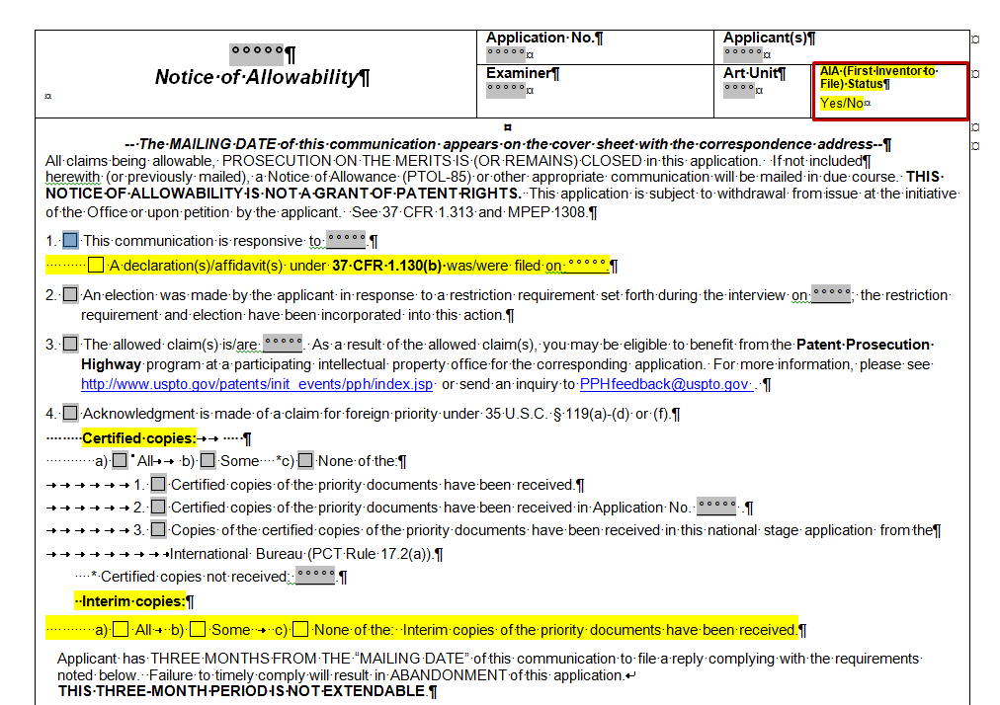 Application No.
Applicant(s)
Notice of Allowability
Examiner
Art Unit
AIA (First Inventor to
File) Status
Yes/No
-- The MAILING DATE of this communication appears on the cover sheet with the correspondence address--
All claims being allowable, PROSECUTION ON THE MERITS IS (OR REMAINS) CLOSED in this application. If not included
herewith (or previously mailed), a Notice of Allowance (PTOL-85) or other appropriate communication will be mailed in due course. THIS
NOTICE OF ALLOWABILITY IS NOT A GRANT OF PATENT RIGHTS. This application is subject to withdrawal from issue at the initiative
of the Office or upon petition by the applicant. See 37 CFR 1.313 and MPEP 1308.
1. ☐ This communication is responsive to .
☐ A declaration(s)/affidavit(s) under 37 CFR 1.130(b) was/were filed on .
2. ☐ An election was made by the applicant in response to a restriction requirement set forth during the interview on ; the restriction
requirement and election have been incorporated into this action.
3. ☐ The allowed claim(s) is/are . As a result of the allowed claim(s), you may be eligible to benefit from the Patent Prosecution
Highway program at a participating intellectual property office for the corresponding application. For more information, please see
http://www.uspto.gov/patents/init_events/pph/index.jsp or send an inquiry to PPHfeedback@uspto.gov .
4. ☐ Acknowledgment is made of a claim for foreign priority under 35 U.S.C. § 119(a)-(d) or (f).
Certified copies:
a) ☐ All b) ☐ Some *c) ☐ None of the:
1. ☐ Certified copies of the priority documents have been received.
2. ☐ Certified copies of the priority documents have been received in Application No. .
3. ☐ Copies of the certified copies of the priority documents have been received in this national stage application from the
International Bureau (PCT Rule 17.2(a)).
* Certified copies not received: .
Interim copies:
a) ☐ All b) ☐ Some c) ☐ None of the: Interim copies of the priority documents have been received.
Applicant has THREE MONTHS FROM THE "MAILING DATE" of this communication to file a reply complying with the requirements
noted below. Failure to timely comply will result in ABANDONMENT of this application.
THIS THREE-MONTH PERIOD IS NOT EXTENDABLE.